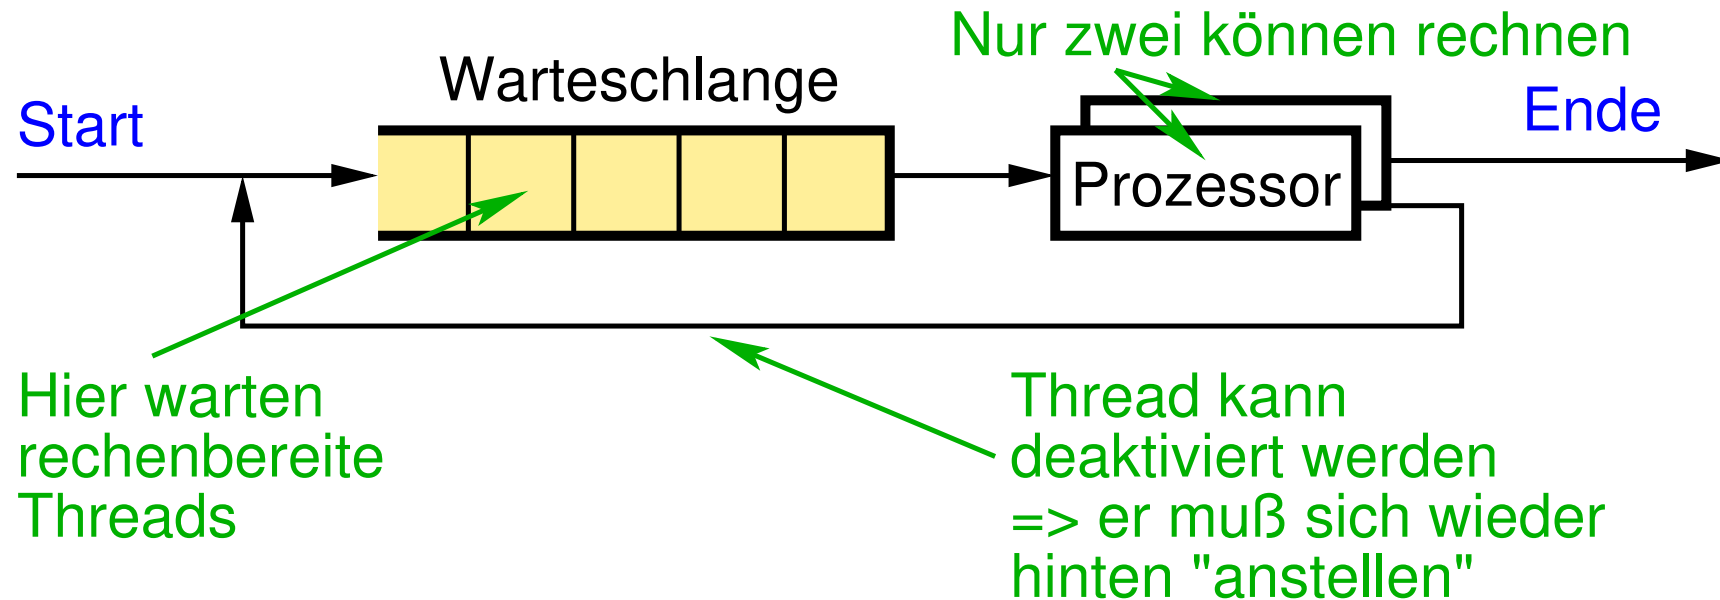 Nur zwei können rechnen
Warteschlange
Start
Ende
Prozessor
Hier warten
rechenbereite
Threads
Thread kann
deaktiviert werden
=> er muß sich wieder
hinten "anstellen"